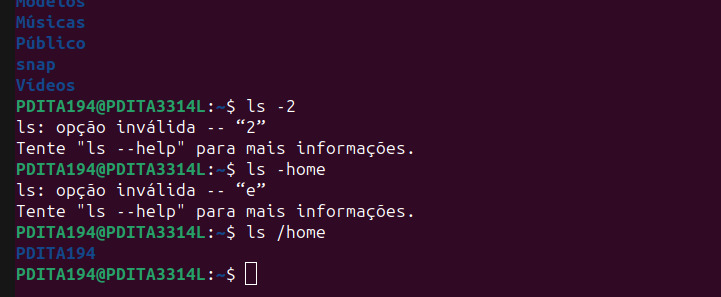 Modelos
Músicas
Público
snap
Vídeos
PDITA194@PDITA3314L:~$ ls -2
ls: opção inválida -- “2”
Tente "ls --help" para mais informações.
PDITA194@PDITA3314L:~$ ls -home
ls: opção inválida -- “e”
Tente "ls --help" para mais informações.
PDITA194@PDITA3314L:~$ ls /home
PDITA194
PDITA194@PDITA3314L:~$